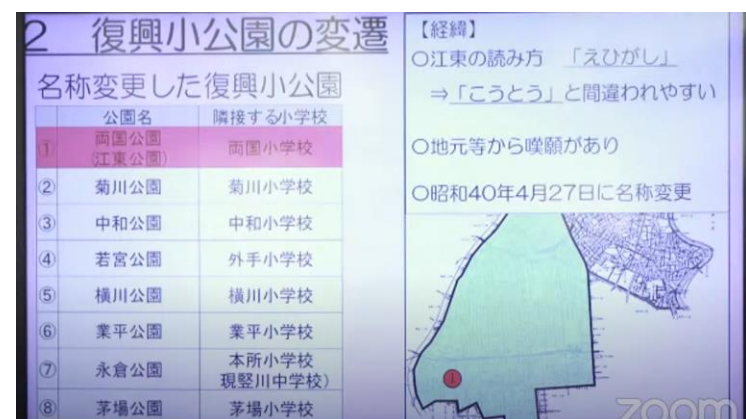 2 復興小公園の変遷
名称変更した復興小公園
公園名 隣接する小学校
① 両国公園 両国小学校
(江東公園)
② 菊川公園 菊川小学校
③ 中和公園 中和小学校
④ 若宮公園 外手小学校
⑤ 横川公園 横川小学校
⑥ 業平公園 業平小学校
⑦ 永倉公園 本所小学校
現竪川中学校)
⑧ 茅場公園 茅場小学校
【経緯】
○江東の読み方 「えひがし」
⇒「こうとう」と間違われやすい
○地元等から嘆願があり
○昭和40年4月27日に名称変更
①
zoom